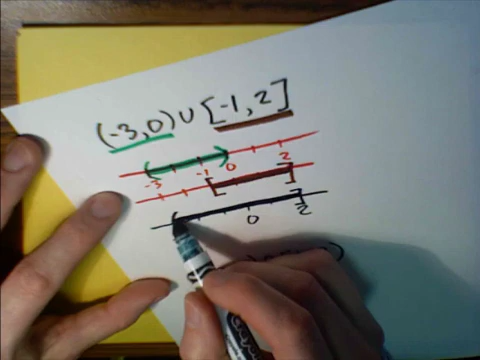 (-3,0) ∪ [-1,2]
-3 -1 0 2
0 2